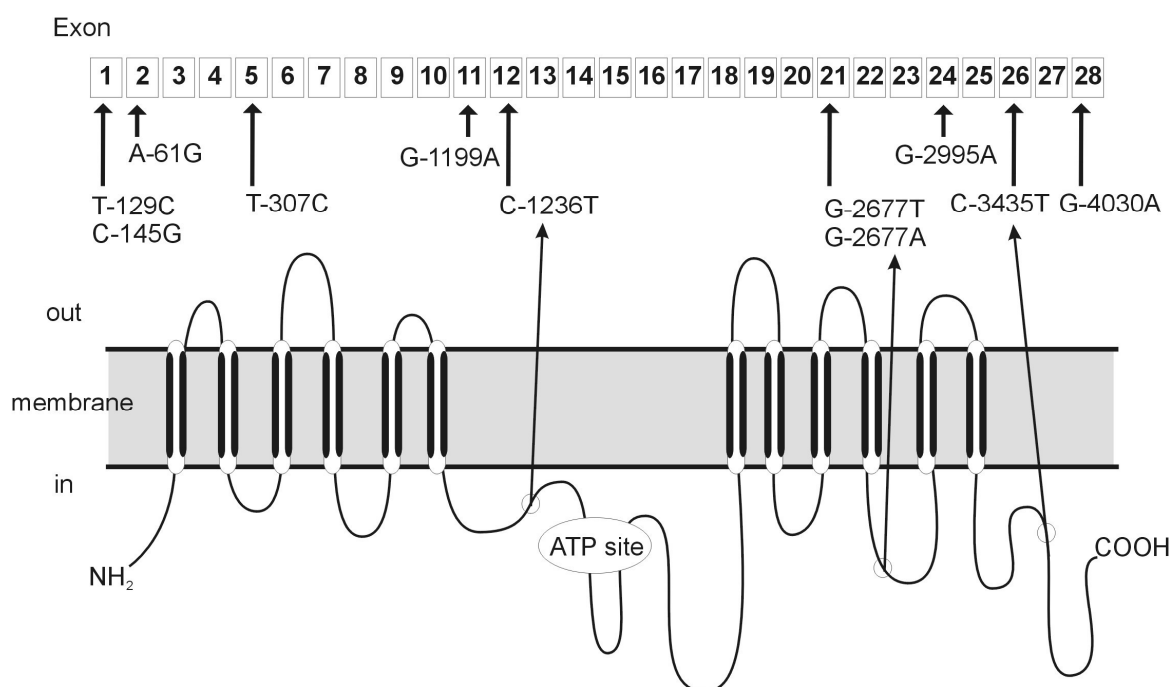 Exon
1 2 3 4 5 6 7 8 9 10 11 12 13 14 15 16 17 18 19 20 21 22 23 24 25 26 27 28
A-61G
G-1199A
G-2995A
T-129C
C-145G
T-307C
C-1236T
G-2677T
G-2677A
C-3435T
G-4030A
out
membrane
in
ATP site
NH₂
COOH